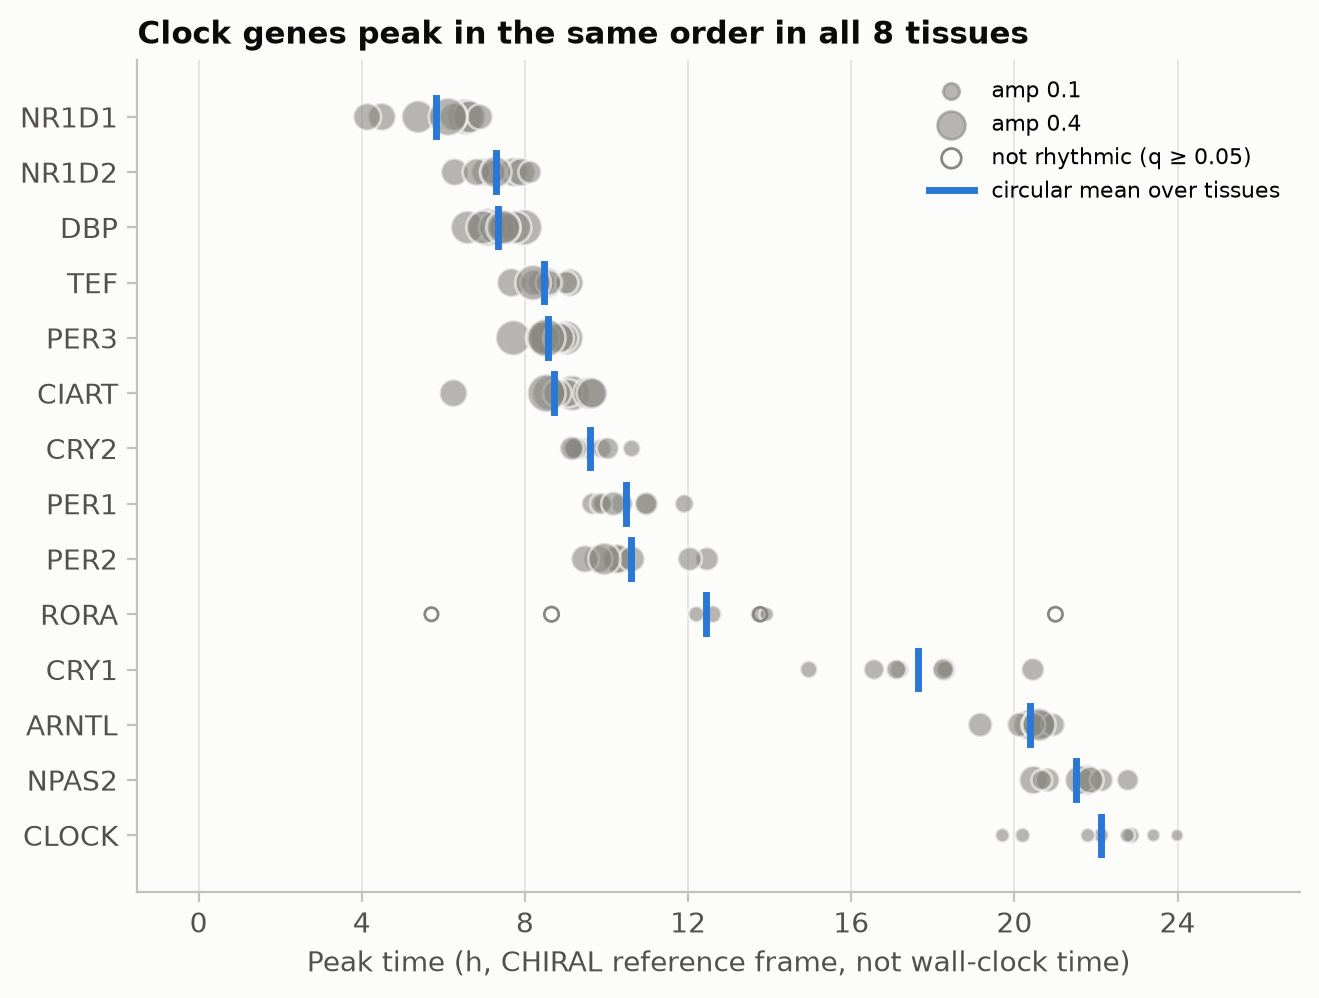 Clock genes peak in the same order in all 8 tissues
amp 0.1
amp 0.4
not rhythmic (q ≥ 0.05)
circular mean over tissues
NR1D1
NR1D2
DBP
TEF
PER3
CIART
CRY2
PER1
PER2
RORA
CRY1
ARNTL
NPAS2
CLOCK
0 4 8 12 16 20 24
Peak time (h, CHIRAL reference frame, not wall-clock time)